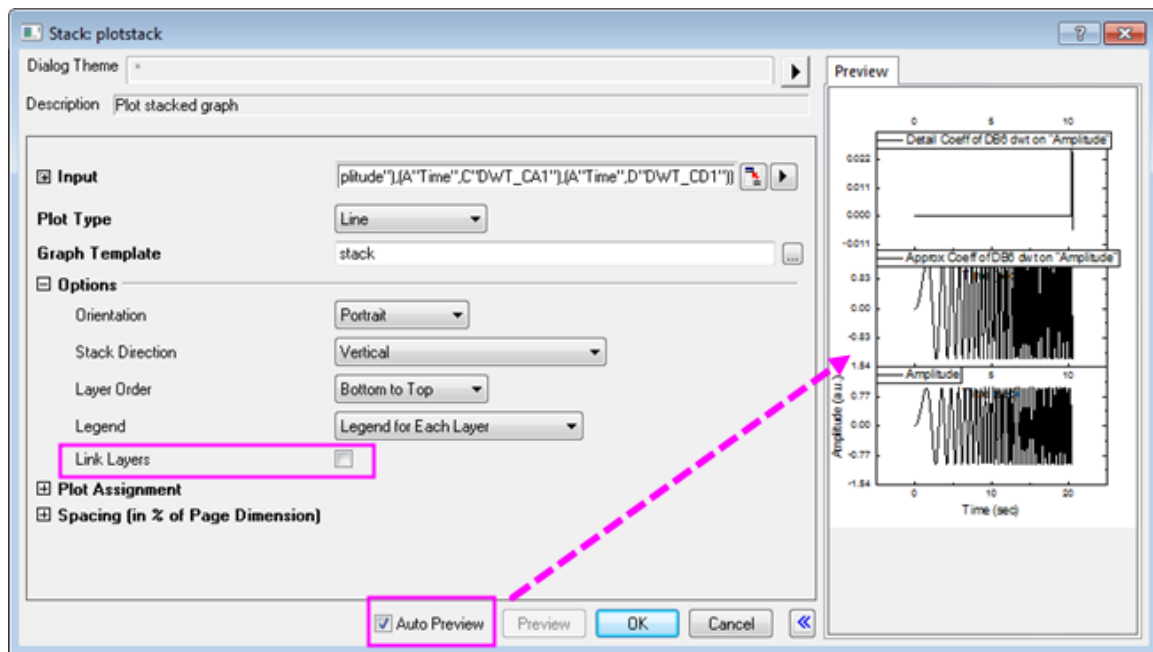 Stack: plotstack
Dialog Theme *
Description Plot stacked graph
Input plitude"),(A"Time",C"DWT_CA1"),(A"Time",D"DWT_CD1"))
Plot Type Line
Graph Template stack ...
Options
Orientation Portrait
Stack Direction Vertical
Layer Order Bottom to Top
Legend Legend for Each Layer
Link Layers
Plot Assignment
Spacing (in % of Page Dimension)
Auto Preview Preview OK Cancel
Preview
0 5 10
Detail Coeff of DB6 dwt on "Amplitude"
0.022
0.011
0.000
-0.011
Approx Coeff of DB6 dwt on "Amplitude"
0.83
0.00
-0.83
1.54
0 5 10
Amplitude
0.77
0.00
-0.77
-1.54
Amplitude (a.u.)
0 10 20
Time (sec)